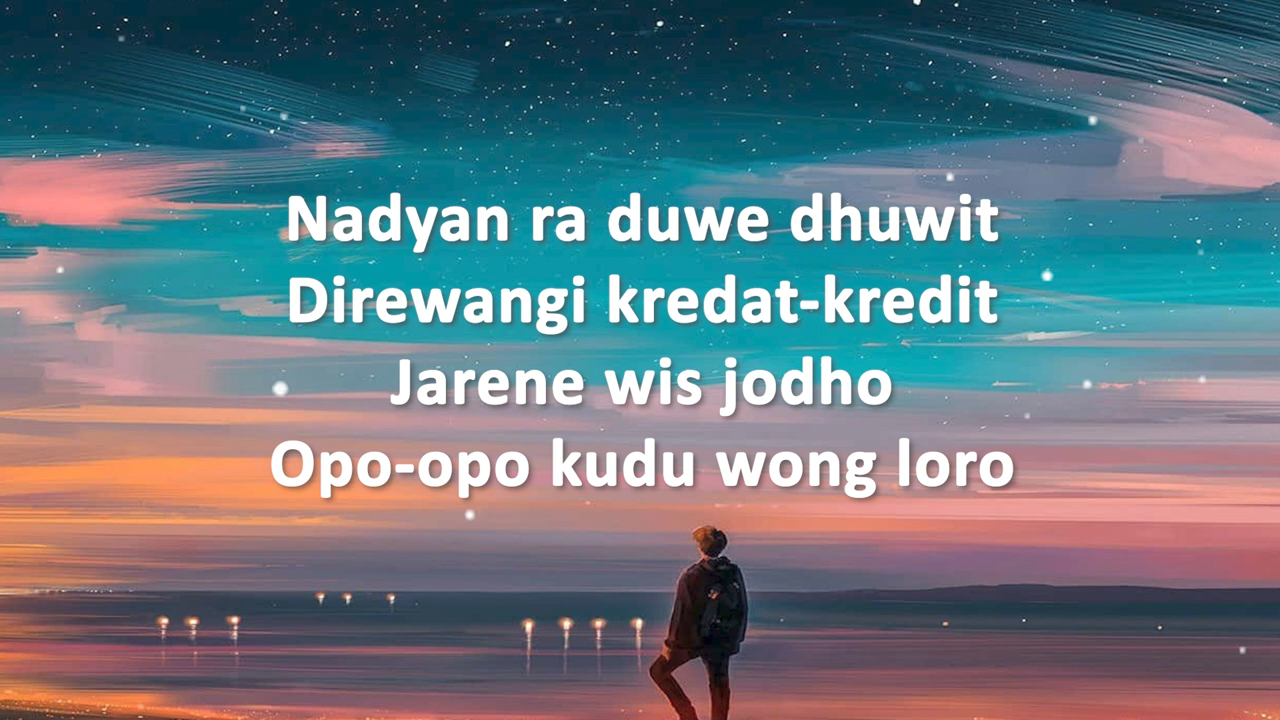 Nadyan ra duwe dhuwit
Direwangi kredat-kredit
Jarene wis jodho
Opo-opo kudu wong loro